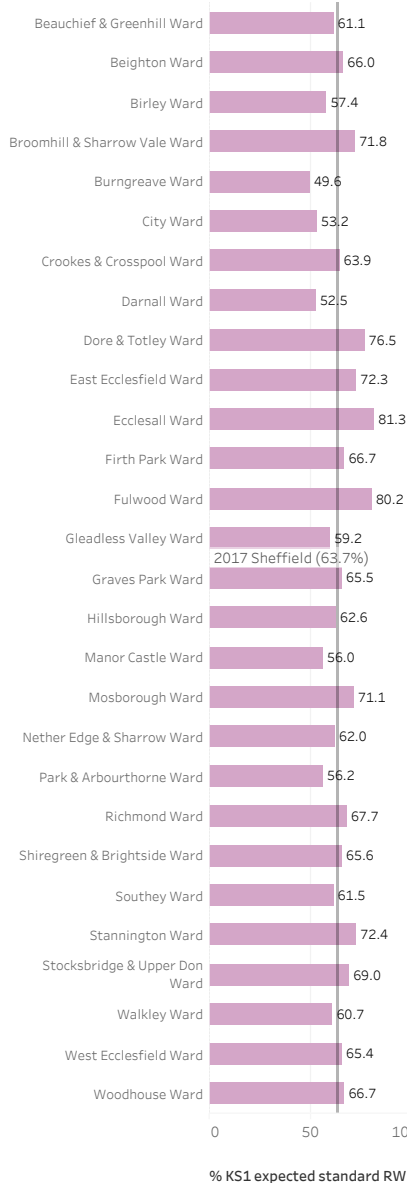 Beauchief & Greenhill Ward 61.1
Beighton Ward 66.0
Birley Ward 57.4
Broomhill & Sharrow Vale Ward 71.8
Burngreave Ward 49.6
City Ward 53.2
Crookes & Crosspool Ward 63.9
Darnall Ward 52.5
Dore & Totley Ward 76.5
East Ecclesfield Ward 72.3
Ecclesall Ward 81.3
Firth Park Ward 66.7
Fulwood Ward 80.2
Gleadless Valley Ward 59.2
2017 Sheffield (63.7%)
Graves Park Ward 65.5
Hillsborough Ward 62.6
Manor Castle Ward 56.0
Mosborough Ward 71.1
Nether Edge & Sharrow Ward 62.0
Park & Arbourthorne Ward 56.2
Richmond Ward 67.7
Shiregreen & Brightside Ward 65.6
Southey Ward 61.5
Stannington Ward 72.4
Stocksbridge & Upper Don
Ward 69.0
Walkley Ward 60.7
West Ecclesfield Ward 65.4
Woodhouse Ward 66.7
0 50 10
% KS1 expected standard RW